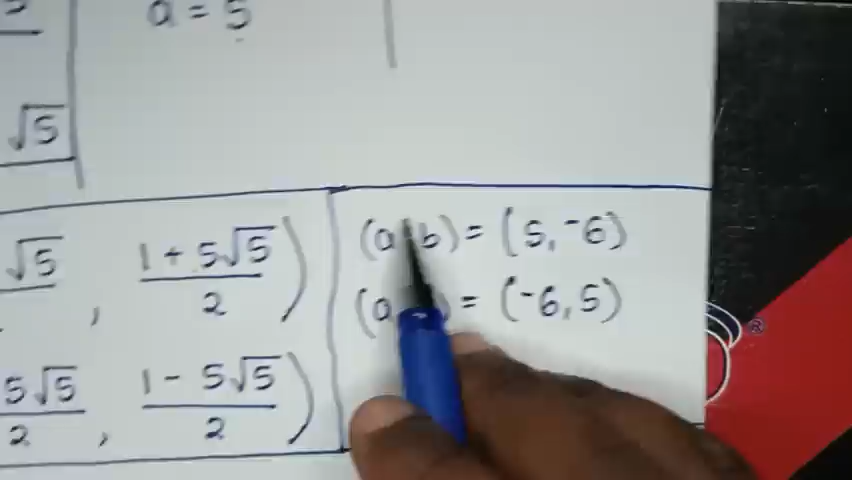 a = 5
√5
√5 , (1 + 5√5)/2 )
5√5/2 , (1 - 5√5)/2 )
(a, b) = (5, -6)
(a ) = (-6, 5)
®